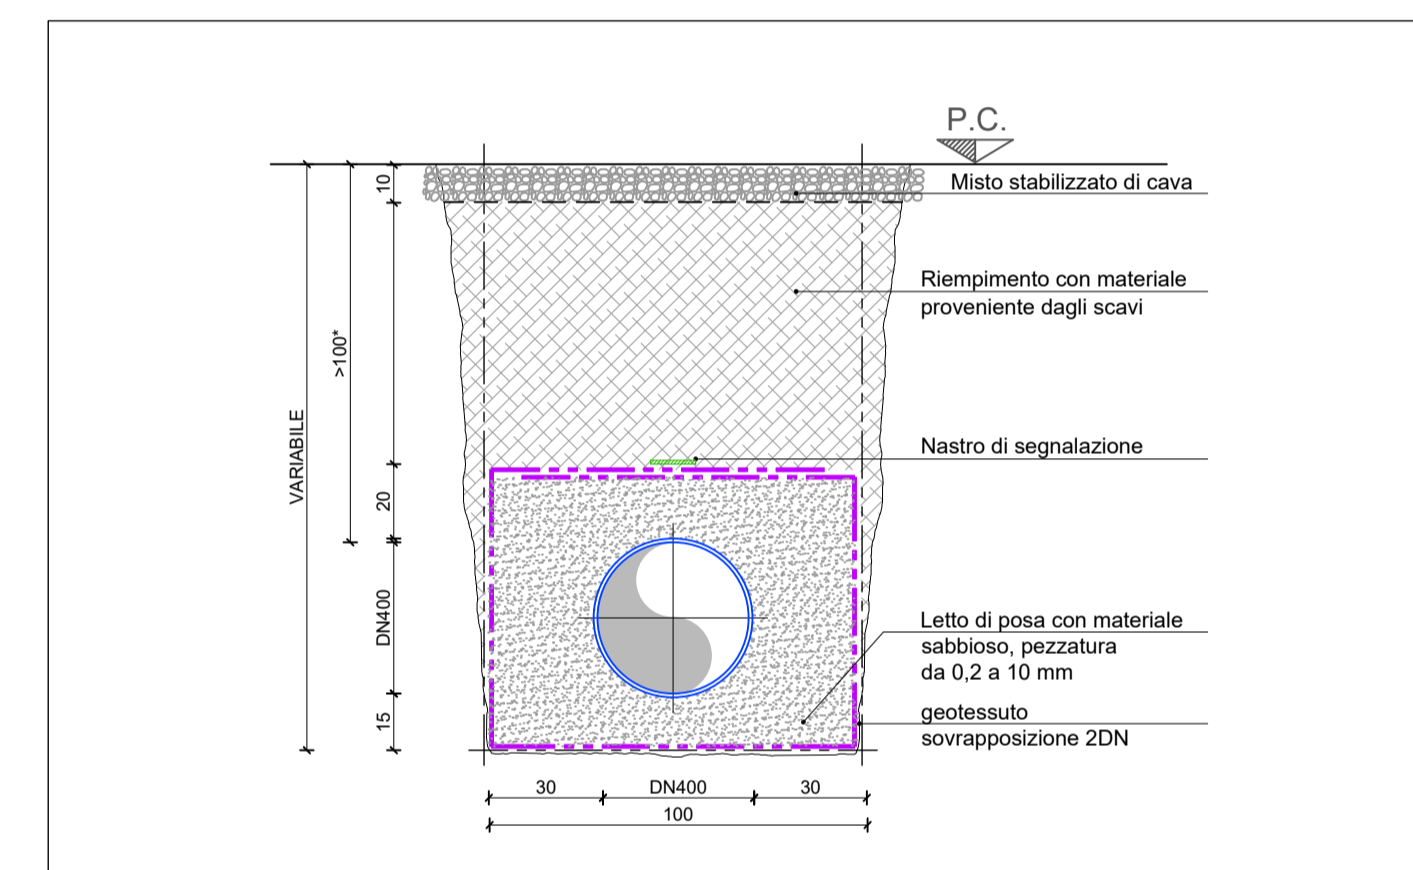 P.C.
Misto stabilizzato di cava
Riempimento con materiale
proveniente dagli scavi
Nastro di segnalazione
Letto di posa con materiale
sabbioso, pezzatura
da 0,2 a 10 mm
geotessuto
sovrapposizione 2DN
VARIABILE
>100*
10
20
DN400
15
30
DN400
30
100